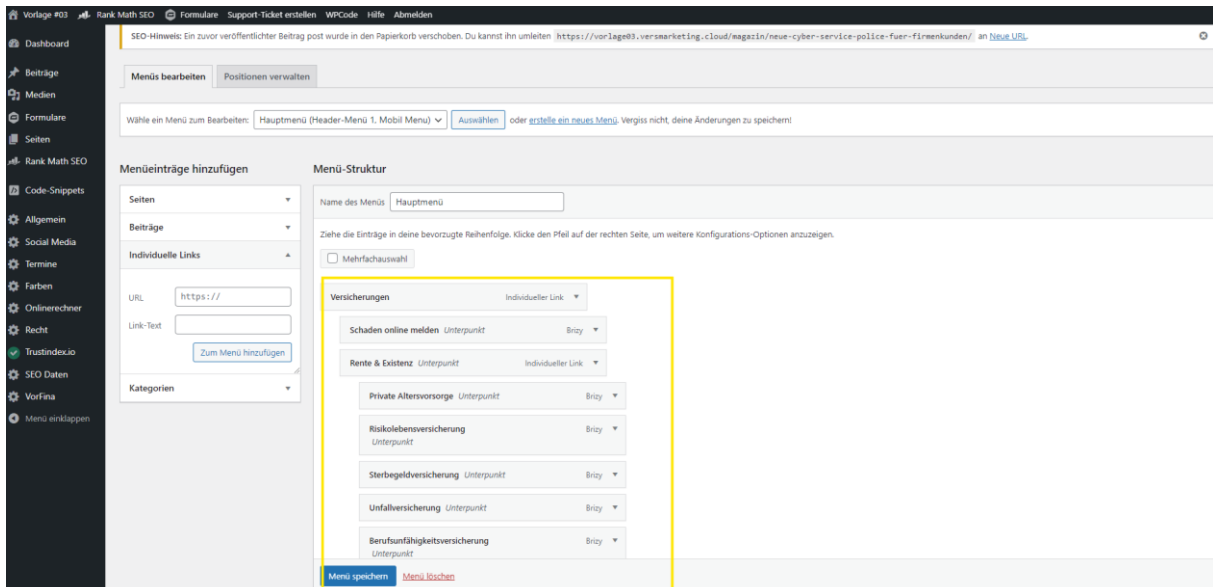 Vorlage #03 Rank Math SEO Formulare Support-Ticket erstellen WPCode Hilfe Abmelden
Dashboard
Beiträge
Medien
Formulare
Seiten
Rank Math SEO
Code-Snippets
Allgemein
Social Media
Termine
Farben
Onlinerechner
Recht
Trustindex.io
SEO Daten
VorFina
Menü einklappen
SEO-Hinweis: Ein zuvor veröffentlichter Beitrag post wurde in den Papierkorb verschoben. Du kannst ihn umleiten https://vorlage03.versmarketing.cloud/magazin/neue-cyber-service-police-fuer-firmenkunden/ an Neue URL.
Menüs bearbeiten Positionen verwalten
Wähle ein Menü zum Bearbeiten: Hauptmenü (Header-Menü 1. Mobil Menu) Auswählen oder erstelle ein neues Menü. Vergiss nicht, deine Änderungen zu speichern!
Menüeinträge hinzufügen
Seiten
Beiträge
Individuelle Links
URL https://
Link-Text
Zum Menü hinzufügen
Kategorien
Menü-Struktur
Name des Menüs Hauptmenü
Ziehe die Einträge in deine bevorzugte Reihenfolge. Klicke den Pfeil auf der rechten Seite, um weitere Konfigurations-Optionen anzuzeigen.
Mehrfachauswahl
Versicherungen Individueller Link
Schaden online melden Unterpunkt Brizy
Rente & Existenz Unterpunkt Individueller Link
Private Altersvorsorge Unterpunkt Brizy
Risikolebensversicherung Brizy
Unterpunkt
Sterbegeldversicherung Unterpunkt Brizy
Unfallversicherung Unterpunkt Brizy
Berufsunfähigkeitsversicherung Brizy
Unterpunkt
Menü speichern Menü löschen